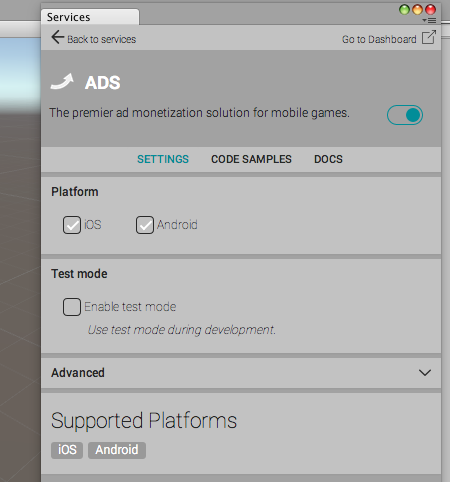 Services
Back to services Go to Dashboard
ADS
The premier ad monetization solution for mobile games.
SETTINGS CODE SAMPLES DOCS
Platform
iOS Android
Test mode
Enable test mode
Use test mode during development.
Advanced
Supported Platforms
iOS Android